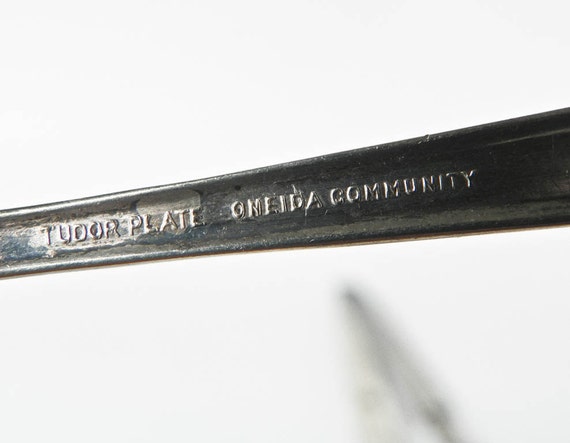 TUDOR PLATE ONEIDA COMMUNITY